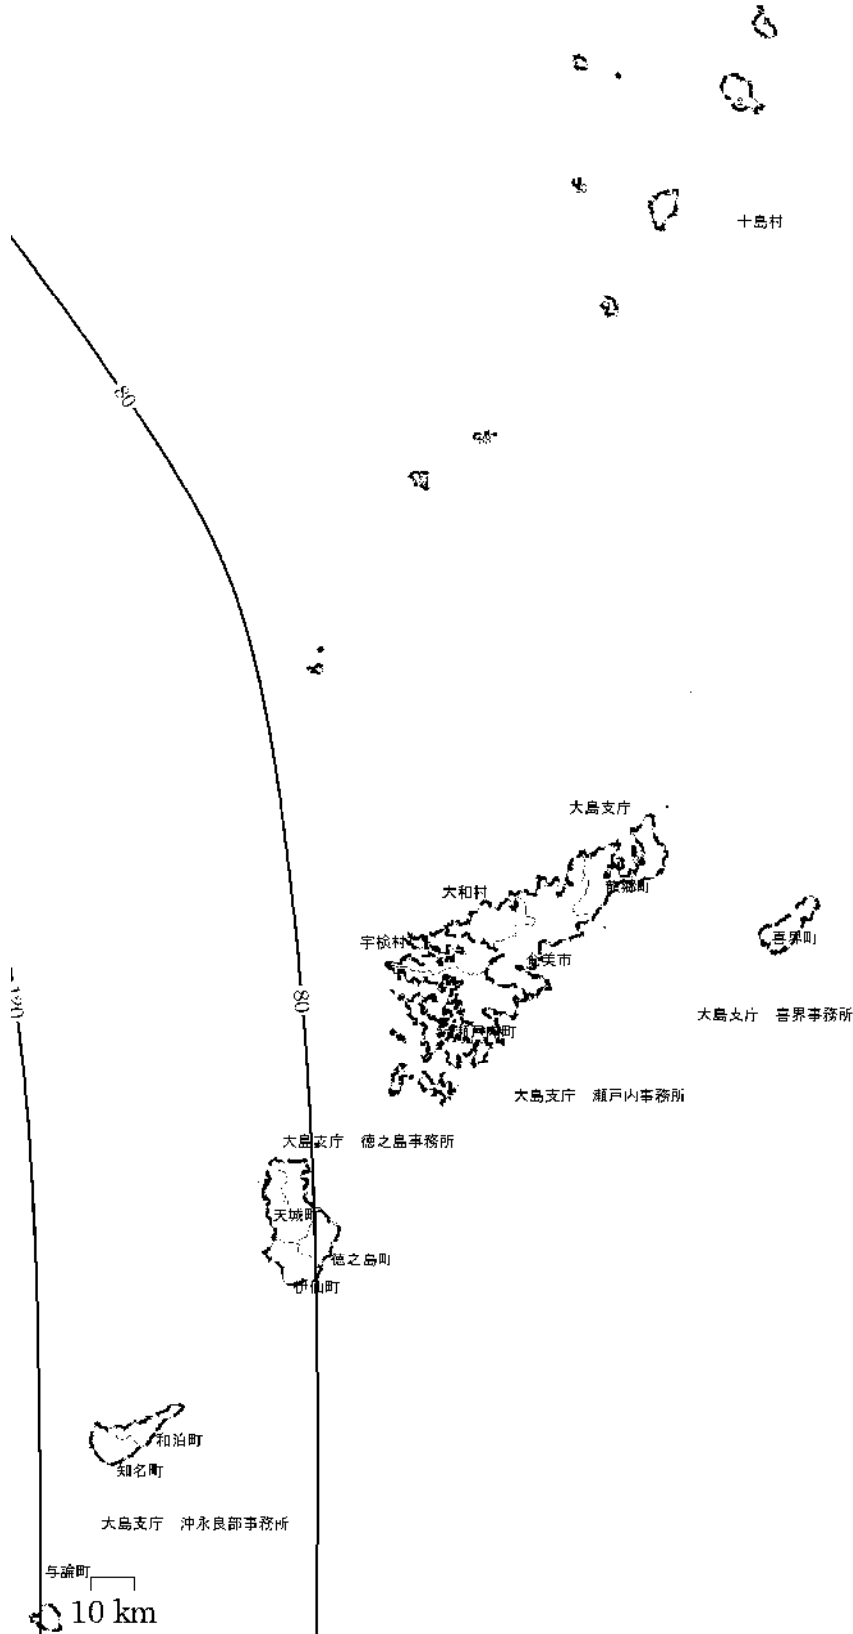 十島村
80
大島支庁
大和村
龍郷町
宇検村
奄美市
喜界町
120
80
大島支庁 喜界事務所
瀬戸内町
大島支庁 瀬戸内事務所
大島支庁 徳之島事務所
天城町
徳之島町
伊仙町
和泊町
知名町
大島支庁 沖永良部事務所
与論町
10 km